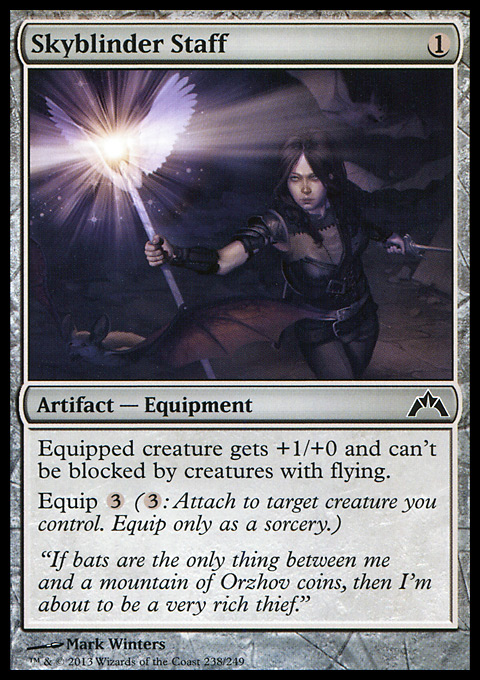 Skyblinder Staff 1
Artifact — Equipment
Equipped creature gets +1/+0 and can't
be blocked by creatures with flying.
Equip 3 (3: Attach to target creature you
control. Equip only as a sorcery.)
"If bats are the only thing between me
and a mountain of Orzhov coins, then I'm
about to be a very rich thief."
Mark Winters
™ & © 2013 Wizards of the Coast 238/249